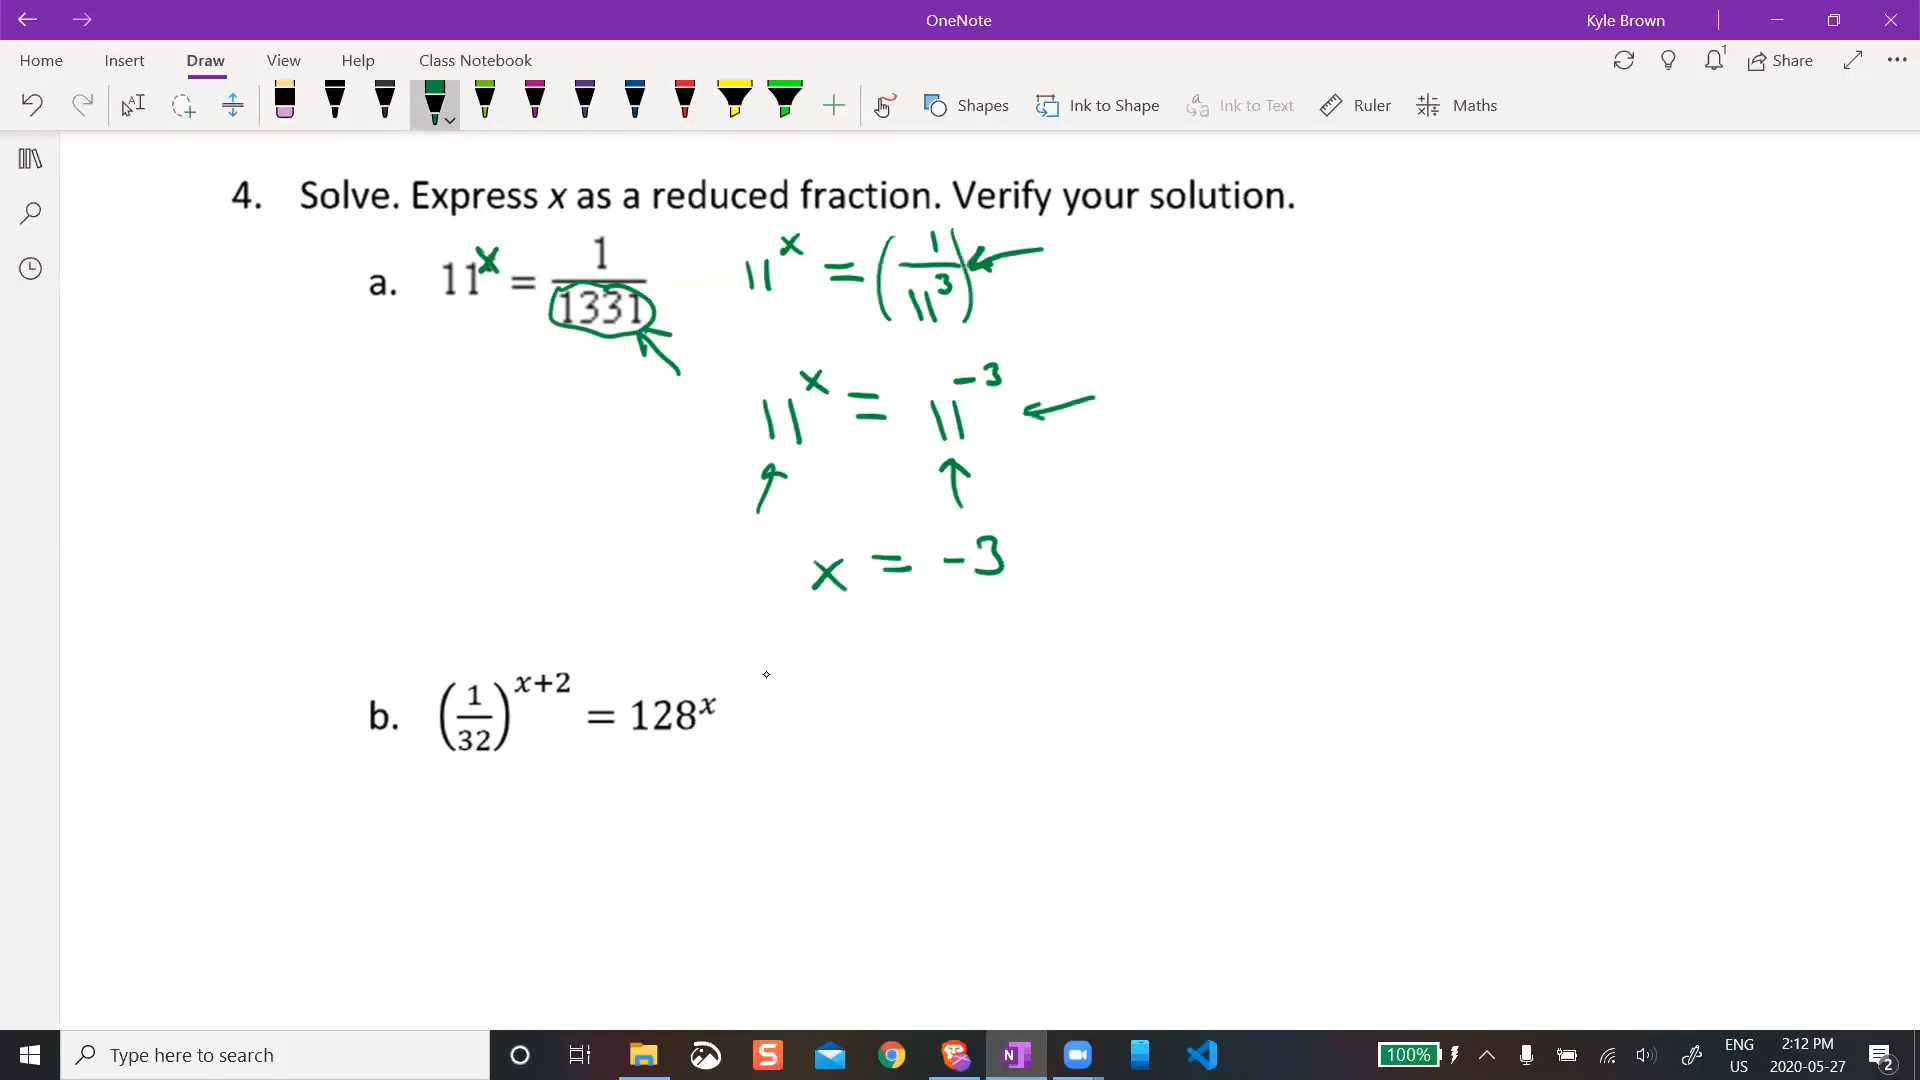 OneNote
Kyle Brown
Home Insert Draw View Help Class Notebook
1 Share
Shapes Ink to Shape Ink to Text Ruler Maths
4. Solve. Express x as a reduced fraction. Verify your solution.
a. 11^x = 1/1331 11^x = (1/11^3)
11^x = 11^-3
x = -3
b. (1/32)^x+2 = 128^x
Type here to search
100% ENG US 2:12 PM 2020-05-27 2